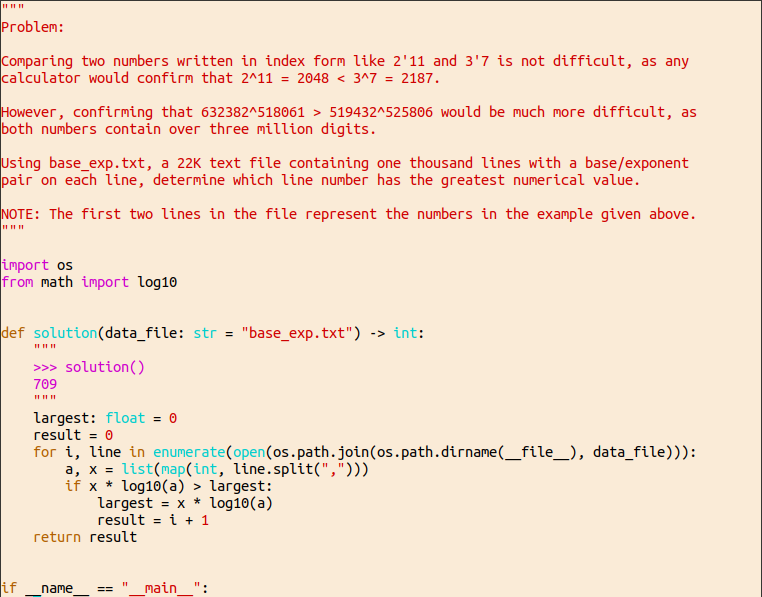 """
Problem:

Comparing two numbers written in index form like 2'11 and 3'7 is not difficult, as any
calculator would confirm that 2^11 = 2048 < 3^7 = 2187.

However, confirming that 632382^518061 > 519432^525806 would be much more difficult, as
both numbers contain over three million digits.

Using base_exp.txt, a 22K text file containing one thousand lines with a base/exponent
pair on each line, determine which line number has the greatest numerical value.

NOTE: The first two lines in the file represent the numbers in the example given above.
"""

import os
from math import log10


def solution(data_file: str = "base_exp.txt") -> int:
    """
    >>> solution()
    709
    """
    largest: float = 0
    result = 0
    for i, line in enumerate(open(os.path.join(os.path.dirname(__file__), data_file))):
        a, x = list(map(int, line.split(",")))
        if x * log10(a) > largest:
            largest = x * log10(a)
            result = i + 1
    return result


if __name__ == "__main__":